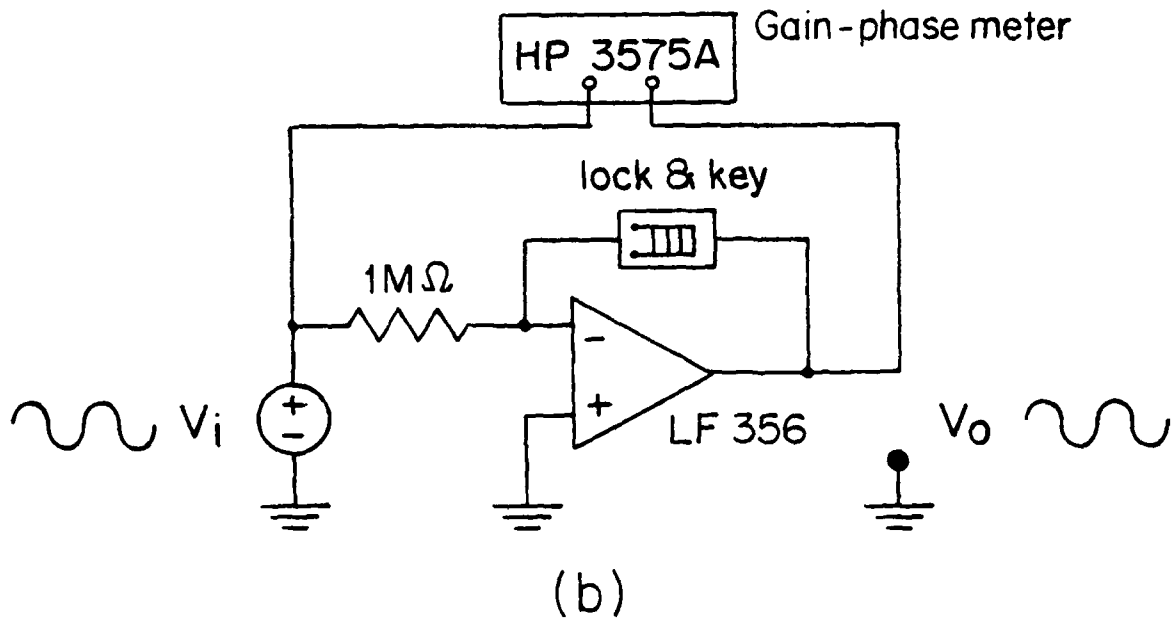 Gain-phase meter
HP 3575A
lock & key
1MΩ
-
+
LF 356
+
-
Vi
Vo
(b)